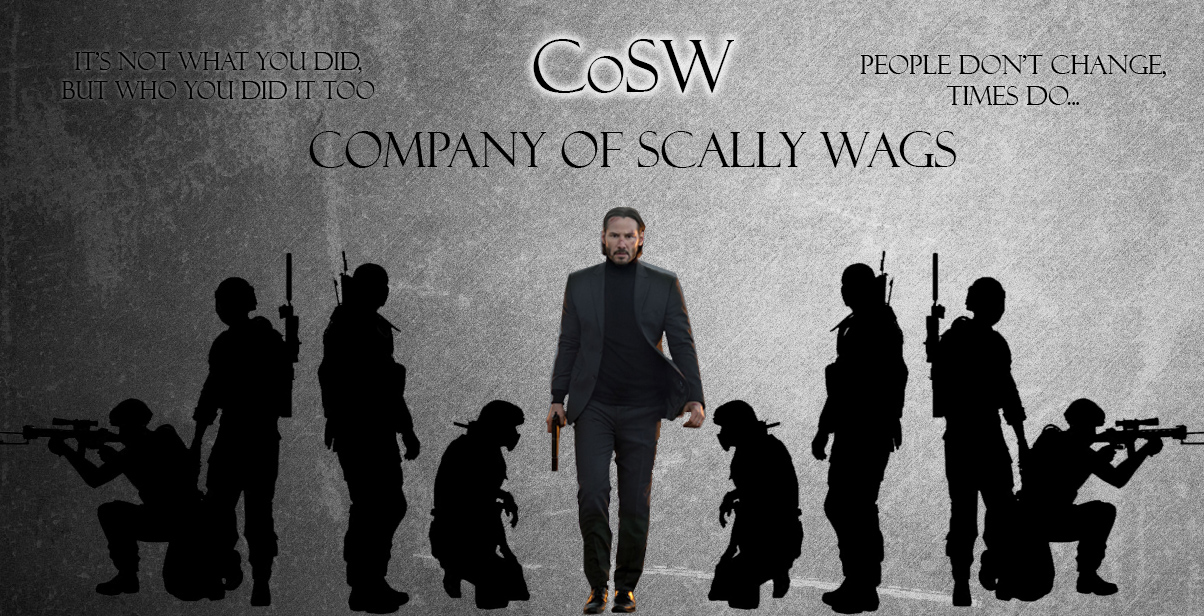 IT'S NOT WHAT YOU DID,
BUT WHO YOU DID IT TOO
CoSW
PEOPLE DON'T CHANGE,
TIMES DO...
COMPANY OF SCALLY WAGS